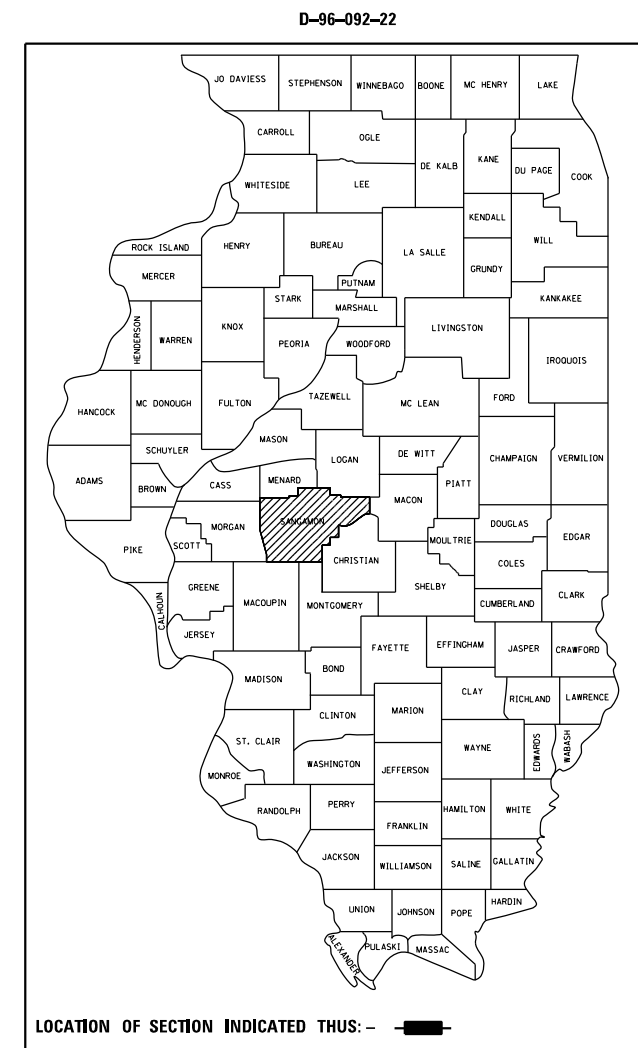 D-96-092-22
JO DAVIESS
STEPHENSON
WINNEBAGO
BOONE
MC HENRY
LAKE
CARROLL
OGLE
DE KALB
KANE
DU PAGE
COOK
WHITESIDE
LEE
KENDALL
WILL
ROCK ISLAND
HENRY
BUREAU
LA SALLE
GRUNDY
MERCER
PUTNAM
STARK
MARSHALL
KANKAKEE
HENDERSON
WARREN
KNOX
PEORIA
WOODFORD
LIVINGSTON
IROQUOIS
HANCOCK
MC DONOUGH
FULTON
TAZEWELL
MC LEAN
FORD
MASON
SCHUYLER
LOGAN
DE WITT
CHAMPAIGN
VERMILION
ADAMS
BROWN
CASS
MENARD
PIATT
MACON
SANGAMON
MORGAN
DOUGLAS
EDGAR
PIKE
SCOTT
MOULTRIE
CHRISTIAN
COLES
GREENE
CALHOUN
MACOUPIN
MONTGOMERY
SHELBY
CUMBERLAND
CLARK
JERSEY
FAYETTE
EFFINGHAM
JASPER
CRAWFORD
BOND
MADISON
CLAY
RICHLAND
LAWRENCE
CLINTON
MARION
ST. CLAIR
WAYNE
EDWARDS
WABASH
WASHINGTON
JEFFERSON
MONROE
RANDOLPH
PERRY
HAMILTON
WHITE
FRANKLIN
JACKSON
WILLIAMSON
SALINE
GALLATIN
UNION
JOHNSON
POPE
HARDIN
ALEXANDER
PULASKI
MASSAC
LOCATION OF SECTION INDICATED THUS: -